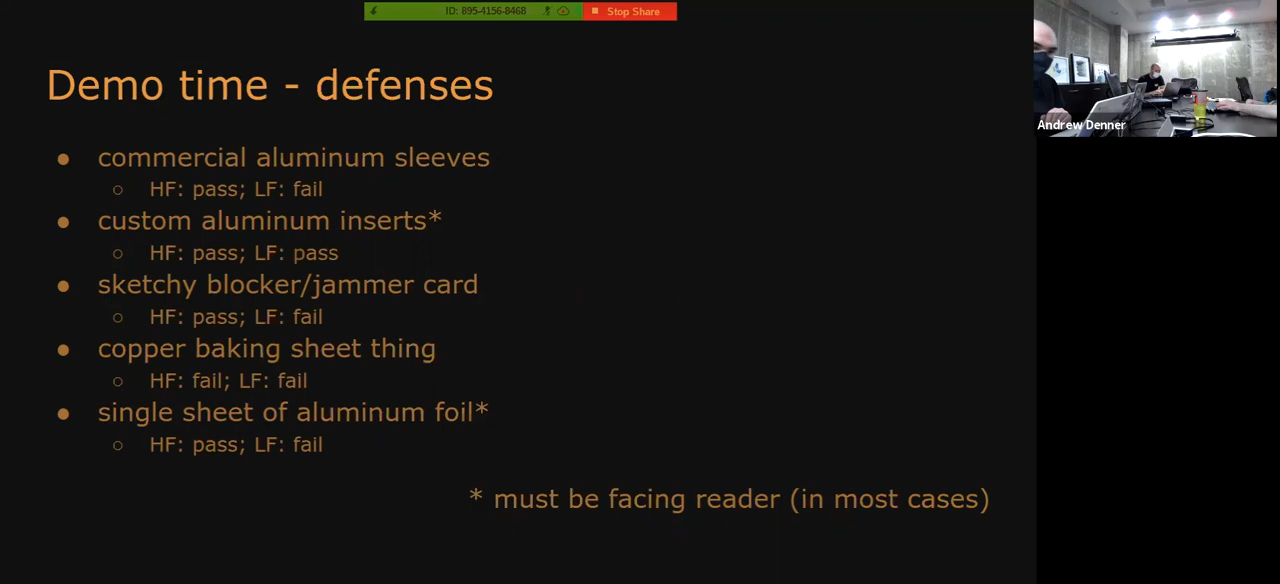 ID: 895-4156-8468
Stop Share
Demo time - defenses
Andrew Denner
commercial aluminum sleeves
HF: pass; LF: fail
custom aluminum inserts*
HF: pass; LF: pass
sketchy blocker/jammer card
HF: pass; LF: fail
copper baking sheet thing
HF: fail; LF: fail
single sheet of aluminum foil*
HF: pass; LF: fail
* must be facing reader (in most cases)